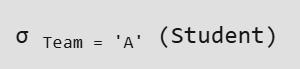 σ Team = 'A' (Student)